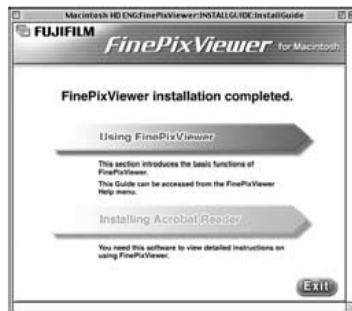 Macintosh HD ENG:FinePixViewer:INSTALLGUIDE:InstallGuide
FUJIFILM
FinePixViewer for Macintosh
FinePixViewer installation completed.
Using FinePixViewer
This section introduces the basic functions of
FinePixViewer.
This Guide can be accessed from the FinePixViewer
Help menu.
Installing Acrobat Reader
You need this software to view detailed instructions on
using FinePixViewer.
Exit